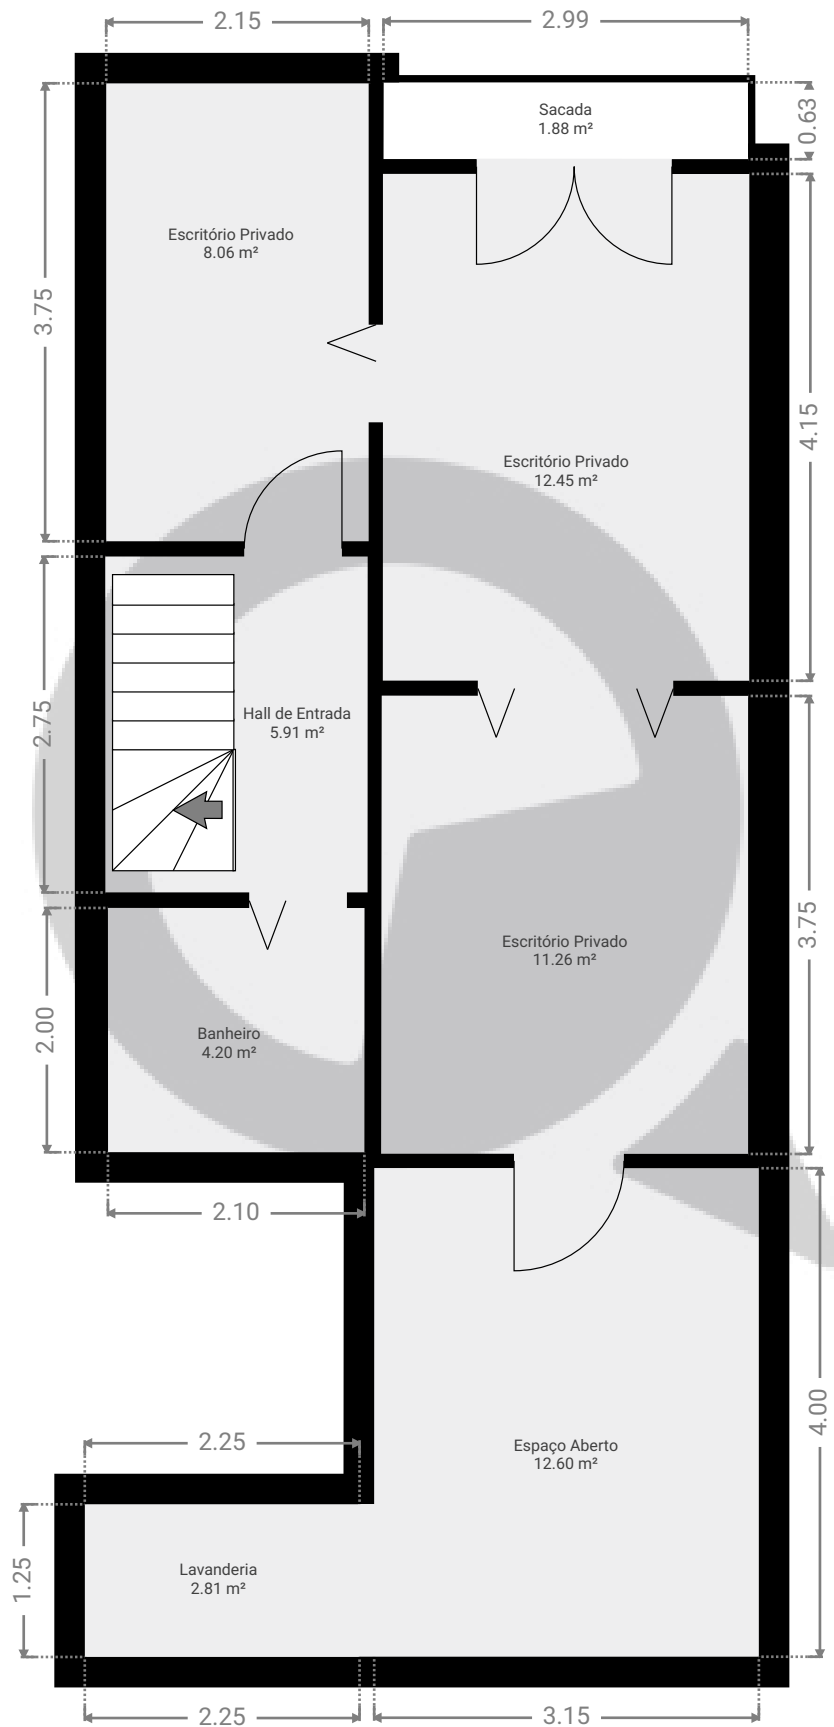 2.15
2.99
Sacada
1.88 m²
0.63
Escritório Privado
8.06 m²
3.75
4.15
Escritório Privado
12.45 m²
Hall de Entrada
5.91 m²
2.75
3.75
Escritório Privado
11.26 m²
2.00
Banheiro
4.20 m²
2.10
4.00
2.25
Espaço Aberto
12.60 m²
1.25
Lavanderia
2.81 m²
2.25
3.15